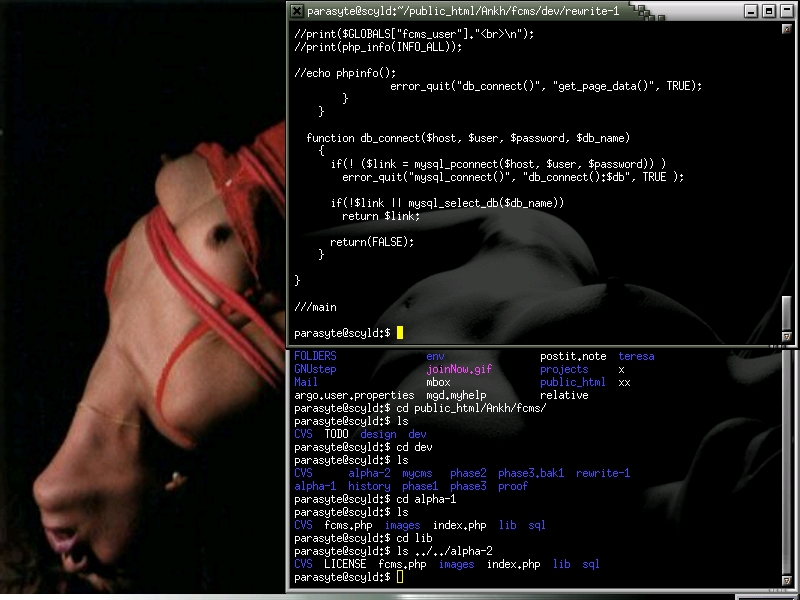 parasyte@scyld:~/public_html/Ankh/fcms/dev/rewrite-1
//print($GLOBALS["fcms_user"]."<br>\n");
//print(php_info(INFO_ALL));
//echo phpinfo();
error_quit("db_connect()", "get_page_data()", TRUE);
}
}
function db_connect($host, $user, $password, $db_name)
{
if(! ($link = mysql_pconnect($host, $user, $password)) )
error_quit("mysql_connect()", "db_connect():$db", TRUE );
if(!$link || mysql_select_db($db_name))
return $link;
return(FALSE);
}
}
///main
parasyte@scyld:$
FOLDERS env postit.note teresa
GNUstep joinNow.gif projects x
Mail mbox public_html xx
argo.user.properties mgd.myhelp relative
parasyte@scyld:$ cd public_html/Ankh/fcms/
parasyte@scyld:$ ls
CVS TODO design dev
parasyte@scyld:$ cd dev
parasyte@scyld:$ ls
CVS alpha-2 mycms phase2 phase3.bak1 rewrite-1
alpha-1 history phase1 phase3 proof
parasyte@scyld:$ cd alpha-1
parasyte@scyld:$ ls
CVS fcms.php images index.php lib sql
parasyte@scyld:$ cd lib
parasyte@scyld:$ ls ../../alpha-2
CVS LICENSE fcms.php images index.php lib sql
parasyte@scyld:$